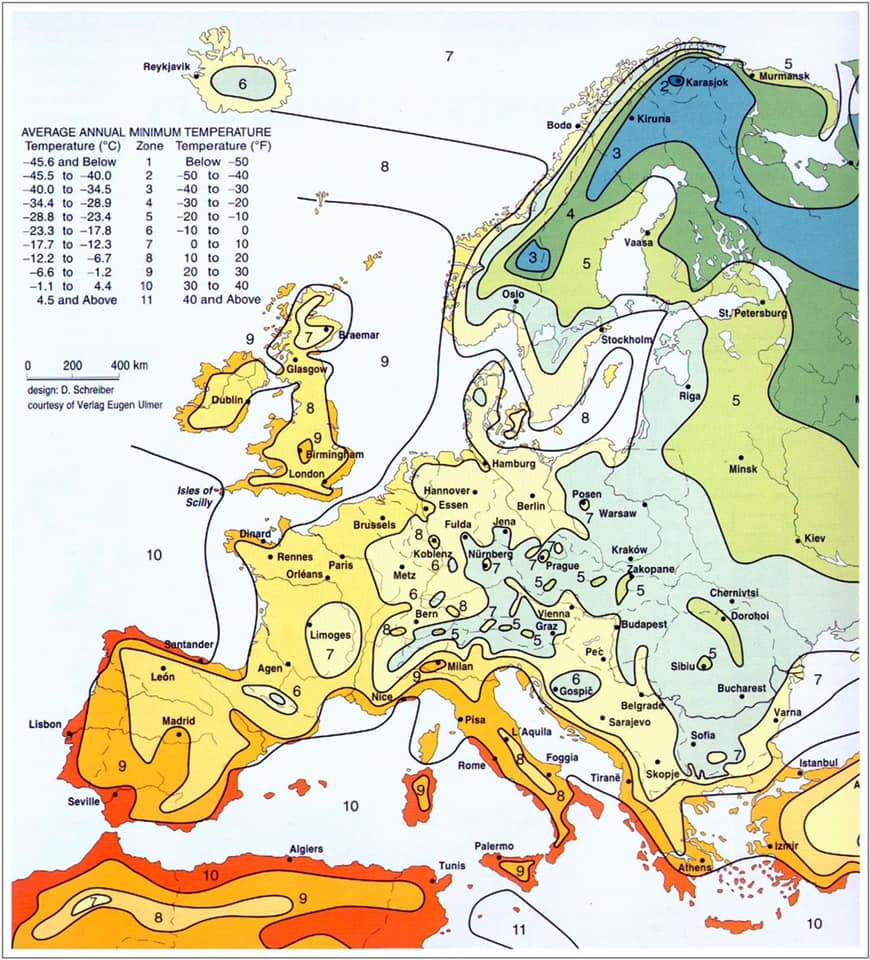 7
5
Reykjavik
Murmansk
6
2
Karasjok
Bodø
Kiruna
AVERAGE ANNUAL MINIMUM TEMPERATURE
Temperature (°C) Zone Temperature (°F)
–45.6 and Below 1 Below –50
–45.5 to –40.0 2 –50 to –40
–40.0 to –34.5 3 –40 to –30
–34.4 to –28.9 4 –30 to –20
–28.8 to –23.4 5 –20 to –10
–23.3 to –17.8 6 –10 to 0
–17.7 to –12.3 7 0 to 10
–12.2 to –6.7 8 10 to 20
–6.6 to –1.2 9 20 to 30
–1.1 to 4.4 10 30 to 40
4.5 and Above 11 40 and Above
8
3
4
Vaasa
3
5
Oslo
St. Petersburg
Braemar
7
9
Stockholm
9
0 200 400 km
Glasgow
design: D. Schreiber
courtesy of Verlag Eugen Ulmer
Dublin
8
8
Riga
5
9
Birmingham
London
Hamburg
Minsk
Isles of
Scilly
Hannover
Essen
Berlin
Posen
7
Warsaw
Brussels
Fulda
Jena
Dinard
8
Kiev
10
Rennes
Paris
Koblenz
6
Nürnberg
7
7
7
Prague
Kraków
Zakopane
Orléans
Metz
5
5
5
6
8
Chernivtsi
Dorohoi
Limoges
7
Bern
8
5
7
5
5
Vienna
Graz
Budapest
Santander
Agen
Milan
9
Peč
Sibiu
5
7
León
6
Nice
6
Gospič
Belgrade
Bucharest
Lisbon
Madrid
Pisa
Sarajevo
Varna
9
L'Aquila
8
Sofia
7
Rome
Foggia
Tiranë
Skopje
Istanbul
Seville
10
9
8
Algiers
Palermo
Izmir
Tunis
9
Athens
10
9
7
8
11
10